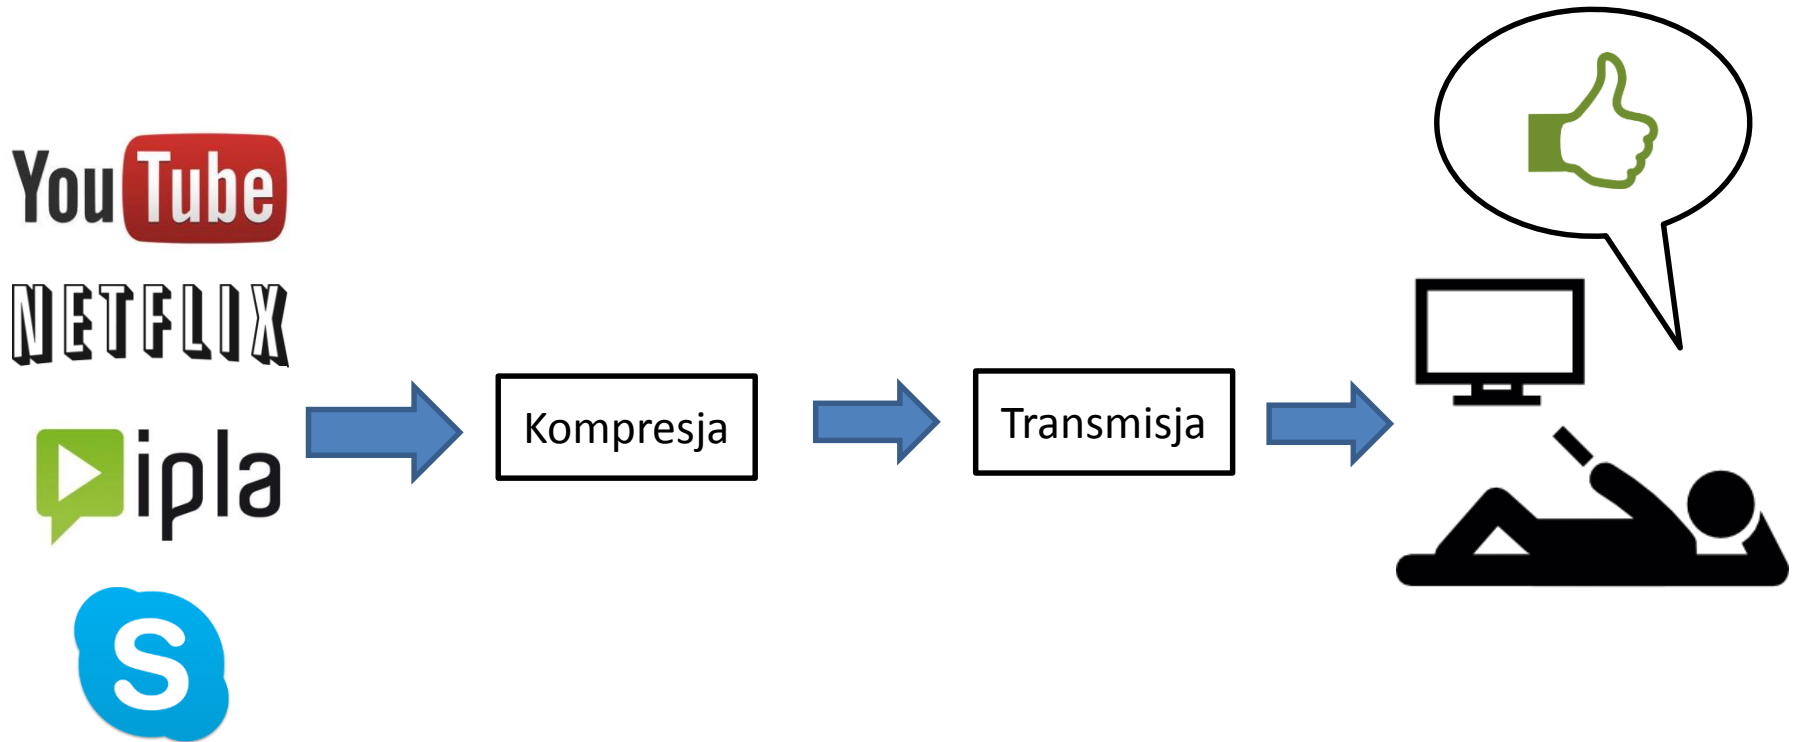 YouTube
NETFLIX
ipla
S
Kompresja
Transmisja